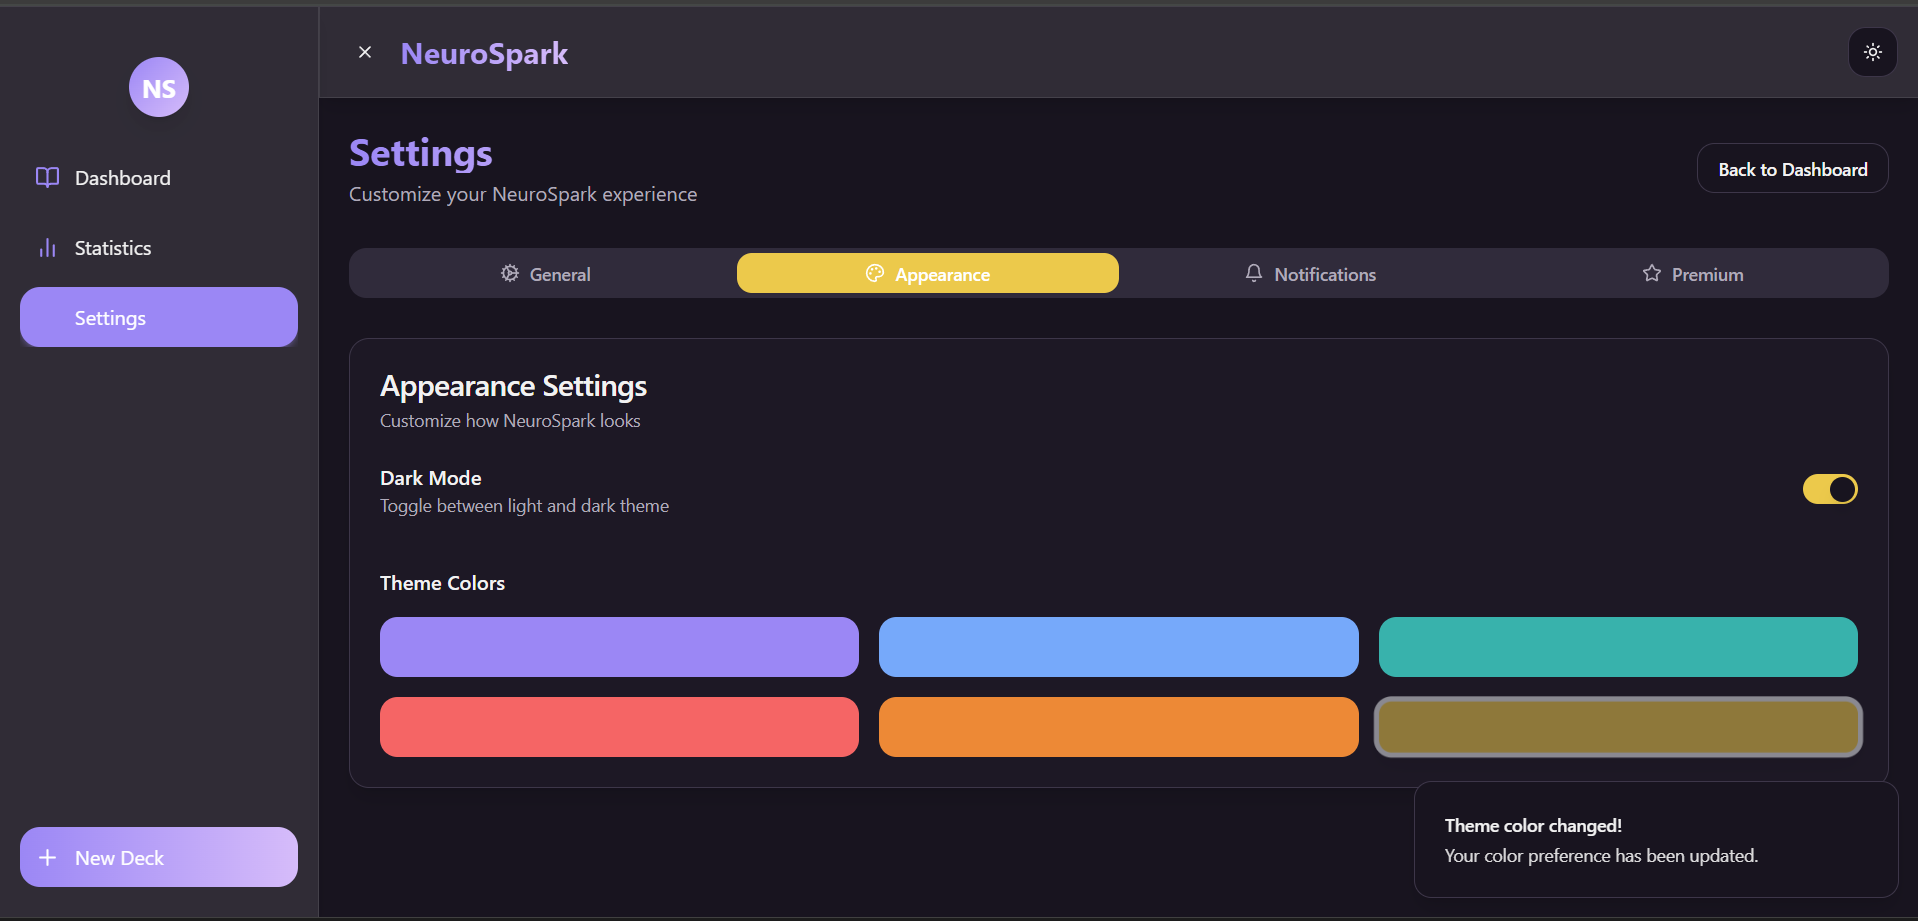 NS
Dashboard
Statistics
Settings
New Deck
NeuroSpark
Settings
Customize your NeuroSpark experience
Back to Dashboard
General
Appearance
Notifications
Premium
Appearance Settings
Customize how NeuroSpark looks
Dark Mode
Toggle between light and dark theme
Theme Colors
Theme color changed!
Your color preference has been updated.